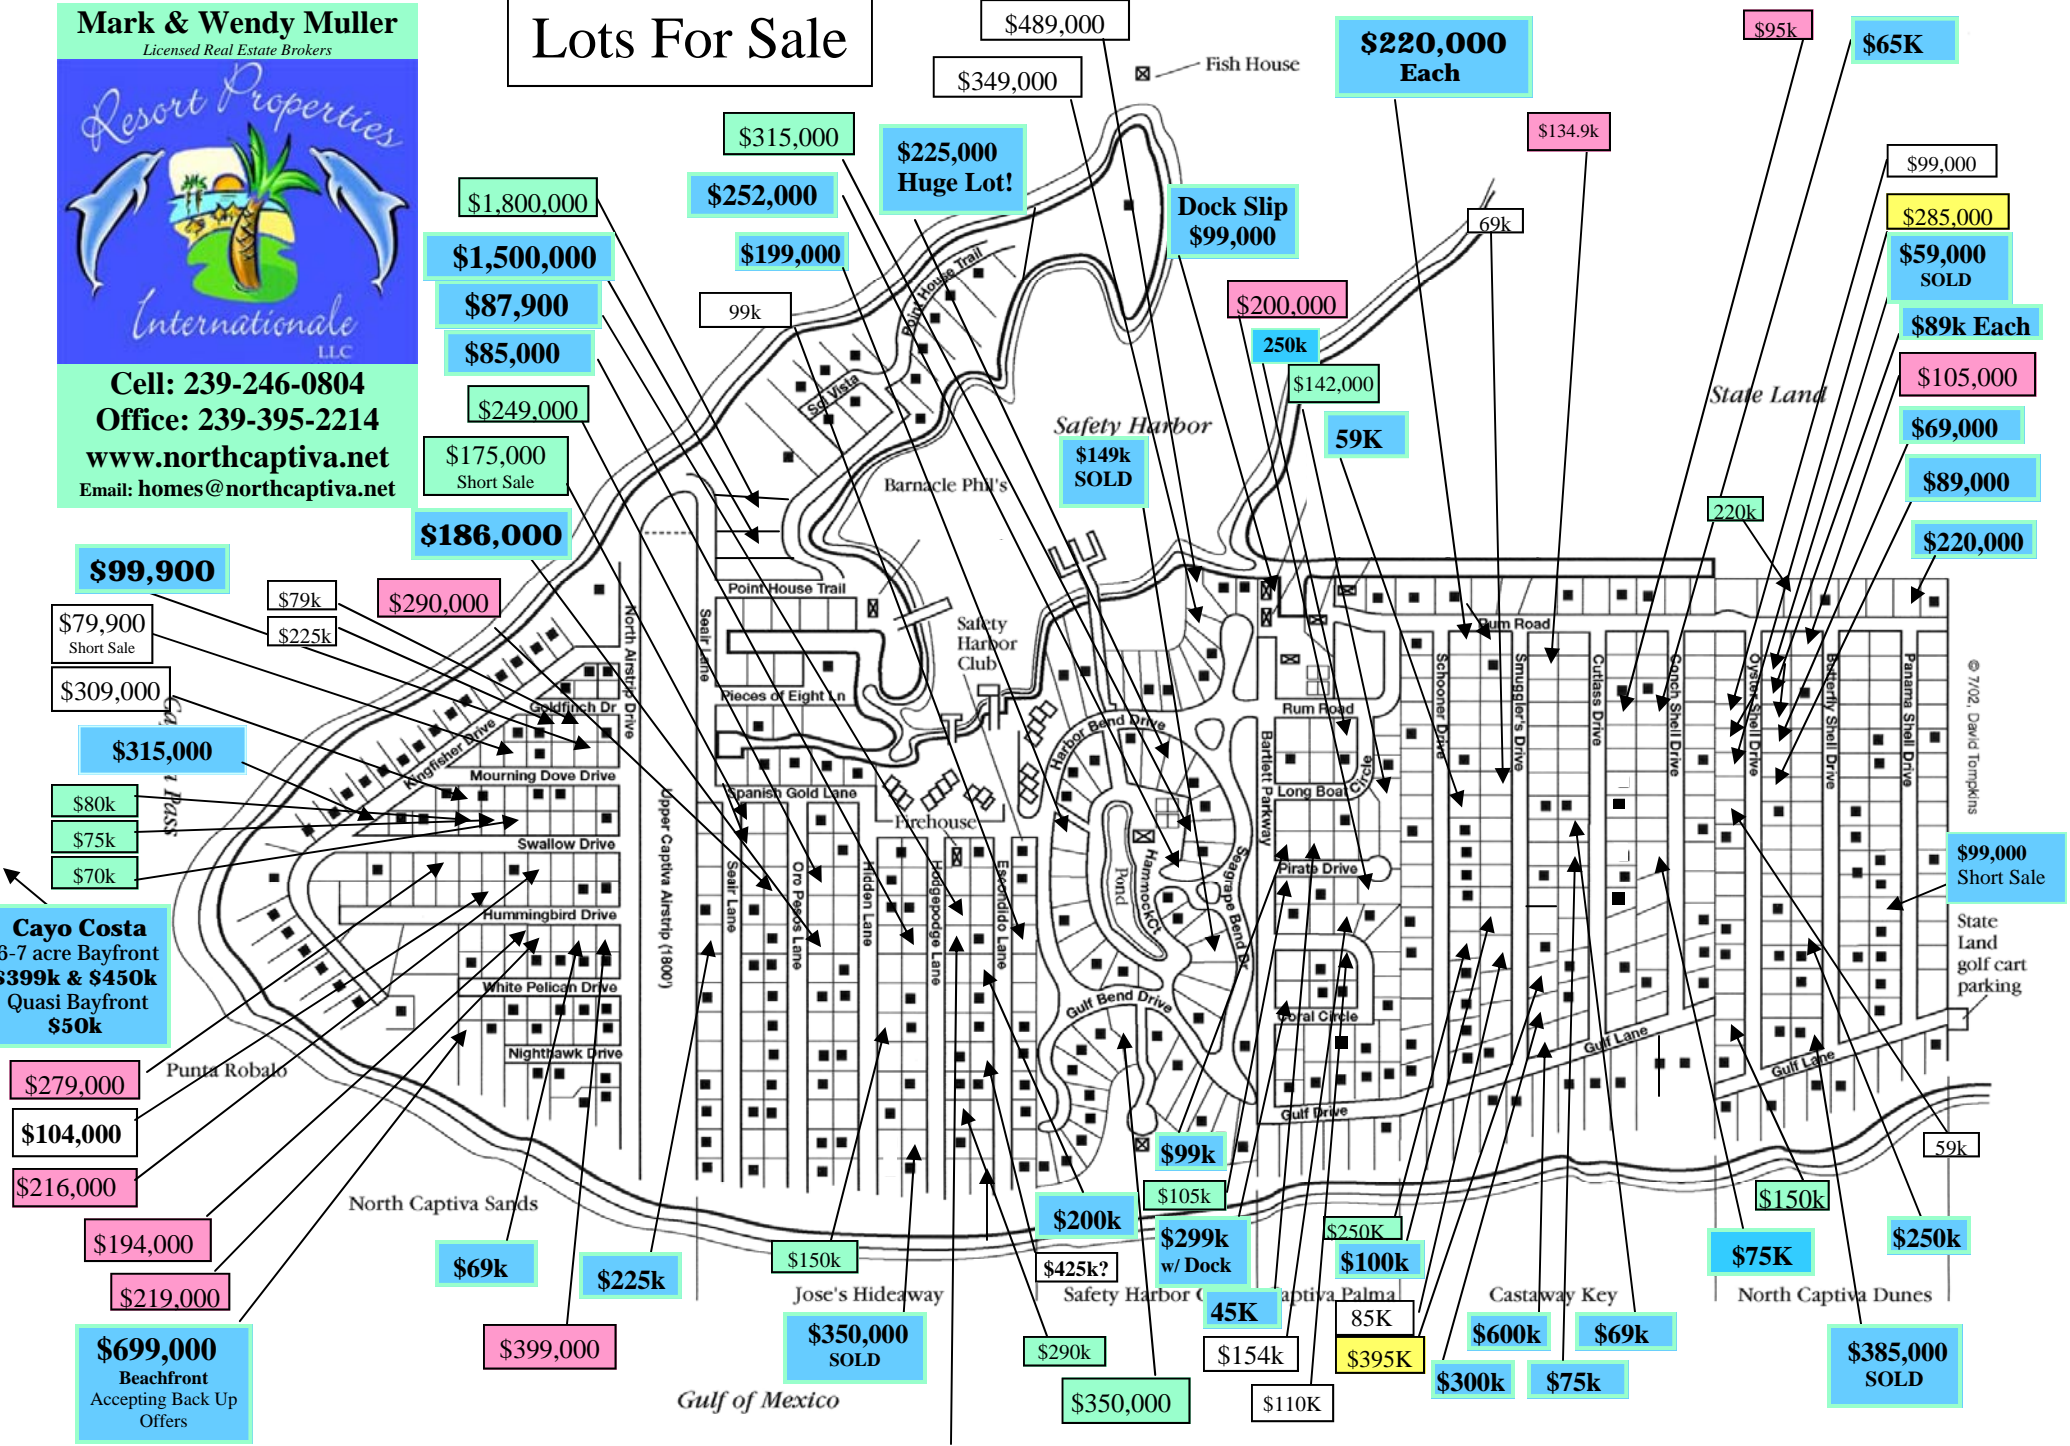 Mark & Wendy Muller
Licensed Real Estate Brokers
Resort Properties
Internationale
LLC
Cell: 239-246-0804
Office: 239-395-2214
www.northcaptiva.net
Email: homes@northcaptiva.net
Lots For Sale
$489,000
$349,000
Fish House
$220,000
Each
$95k
$65K
$134.9k
$315,000
$225,000
Huge Lot!
$252,000
$199,000
99k
$1,800,000
$1,500,000
$87,900
$85,000
$249,000
$175,000
Short Sale
$186,000
Dock Slip
$99,000
69k
$200,000
250k
$142,000
59K
$99,000
$285,000
$59,000
SOLD
$89k Each
$105,000
$69,000
$89,000
$220,000
220k
State Land
Safety Harbor
$149k
SOLD
Barnacle Phil's
Point House Trail
Sol Vista
$99,900
$79,900
Short Sale
$309,000
$315,000
$80k
$75k
$70k
$79k
$225k
$290,000
Point House Trail
Safety
Harbor
Club
Pieces of Eight Ln
Spanish Gold Lane
Firehouse
North Airstrip Drive
Seair Lane
Upper Captiva Airstrip (1800')
Goldfinch Dr
Kingfisher Drive
Mourning Dove Drive
Swallow Drive
Hummingbird Drive
White Pelican Drive
Nighthawk Drive
Seair Lane
Oro Pesos Lane
Hidden Lane
Hodgepodge Lane
Escondido Lane
Harbor Bend Drive
Pond
Hammock Ct
Seagrape Bend Dr
Gulf Bend Drive
Bartlett Parkway
Rum Road
Rum Road
Long Boat Circle
Pirate Drive
Coral Circle
Gulf Drive
Schooner Drive
Smuggler's Drive
Cutlass Drive
Conch Shell Drive
Oyster Shell Drive
Butterfly Shell Drive
Panama Shell Drive
Gulf Lane
Gulf Lane
© 7/02, David Tompkins
$99,000
Short Sale
State
Land
golf cart
parking
Pass
Cayo Costa
6-7 acre Bayfront
$399k & $450k
Quasi Bayfront
$50k
$279,000
$104,000
$216,000
$194,000
$219,000
$699,000
Beachfront
Accepting Back Up
Offers
Punta Robalo
North Captiva Sands
$69k
$399,000
$225k
$150k
Jose's Hideaway
$350,000
SOLD
Gulf of Mexico
$200k
$425k?
Safety Harbor
$290k
$350,000
$99k
$105k
$299k
w/ Dock
45K
$154k
$110K
Captiva Palma
$250K
$100k
85K
$395K
$300k
$600k
$75k
$69k
Castaway Key
$75K
$150k
$250k
59k
North Captiva Dunes
$385,000
SOLD